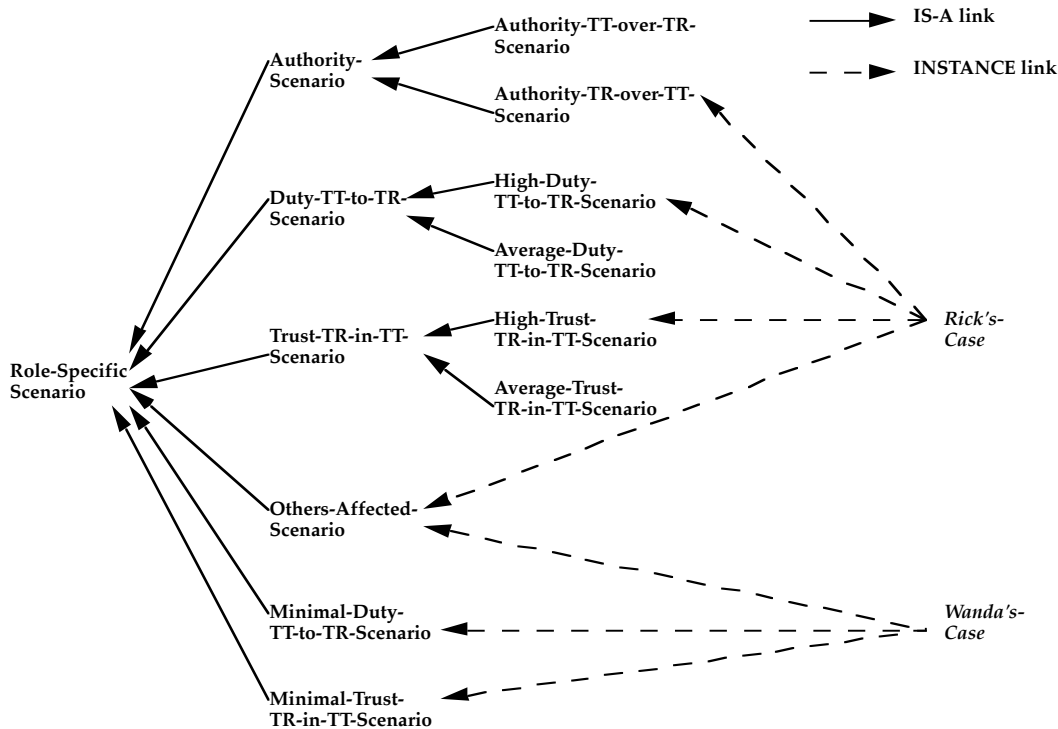 Authority-TT-over-TR-
Scenario
IS-A link
Authority-
Scenario
INSTANCE link
Authority-TR-over-TT-
Scenario
High-Duty-
TT-to-TR-Scenario
Duty-TT-to-TR-
Scenario
Average-Duty-
TT-to-TR-Scenario
High-Trust-
TR-in-TT-Scenario
Rick's-
Case
Trust-TR-in-TT-
Scenario
Role-Specific
Scenario
Average-Trust-
TR-in-TT-Scenario
Others-Affected-
Scenario
Minimal-Duty-
TT-to-TR-Scenario
Wanda's-
Case
Minimal-Trust-
TR-in-TT-Scenario